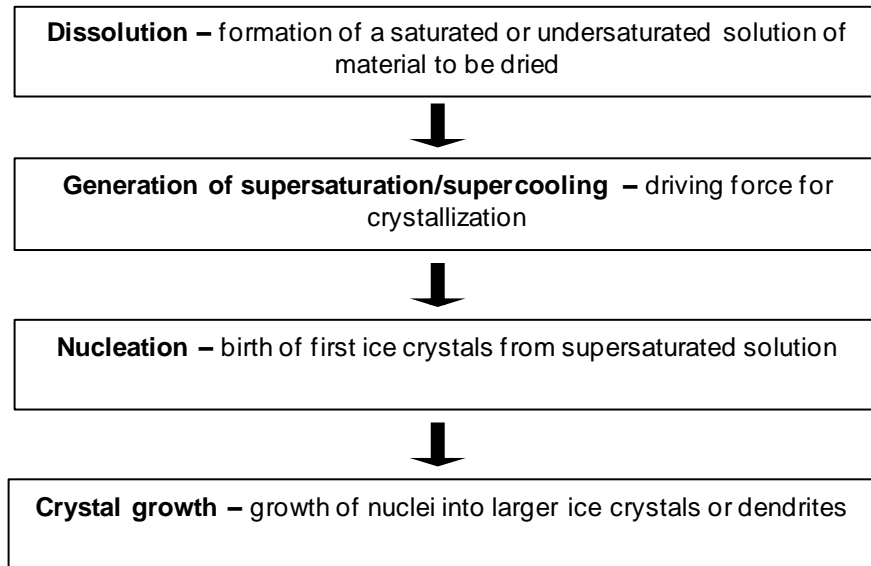 Dissolution – formation of a saturated or undersaturated solution of
material to be dried
Generation of supersaturation/supercooling – driving force for
crystallization
Nucleation – birth of first ice crystals from supersaturated solution
Crystal growth – growth of nuclei into larger ice crystals or dendrites